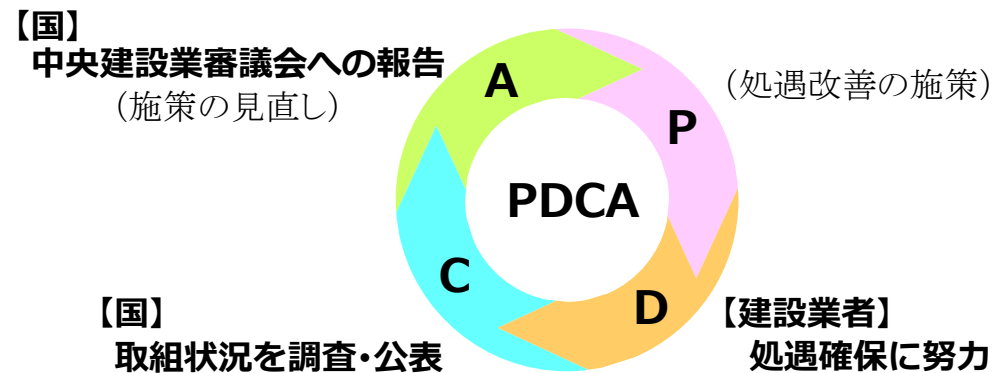 【国】
中央建設業審議会への報告
（施策の見直し）
A
P
（処遇改善の施策）
PDCA
C
D
【国】
取組状況を調査・公表
【建設業者】
処遇確保に努力